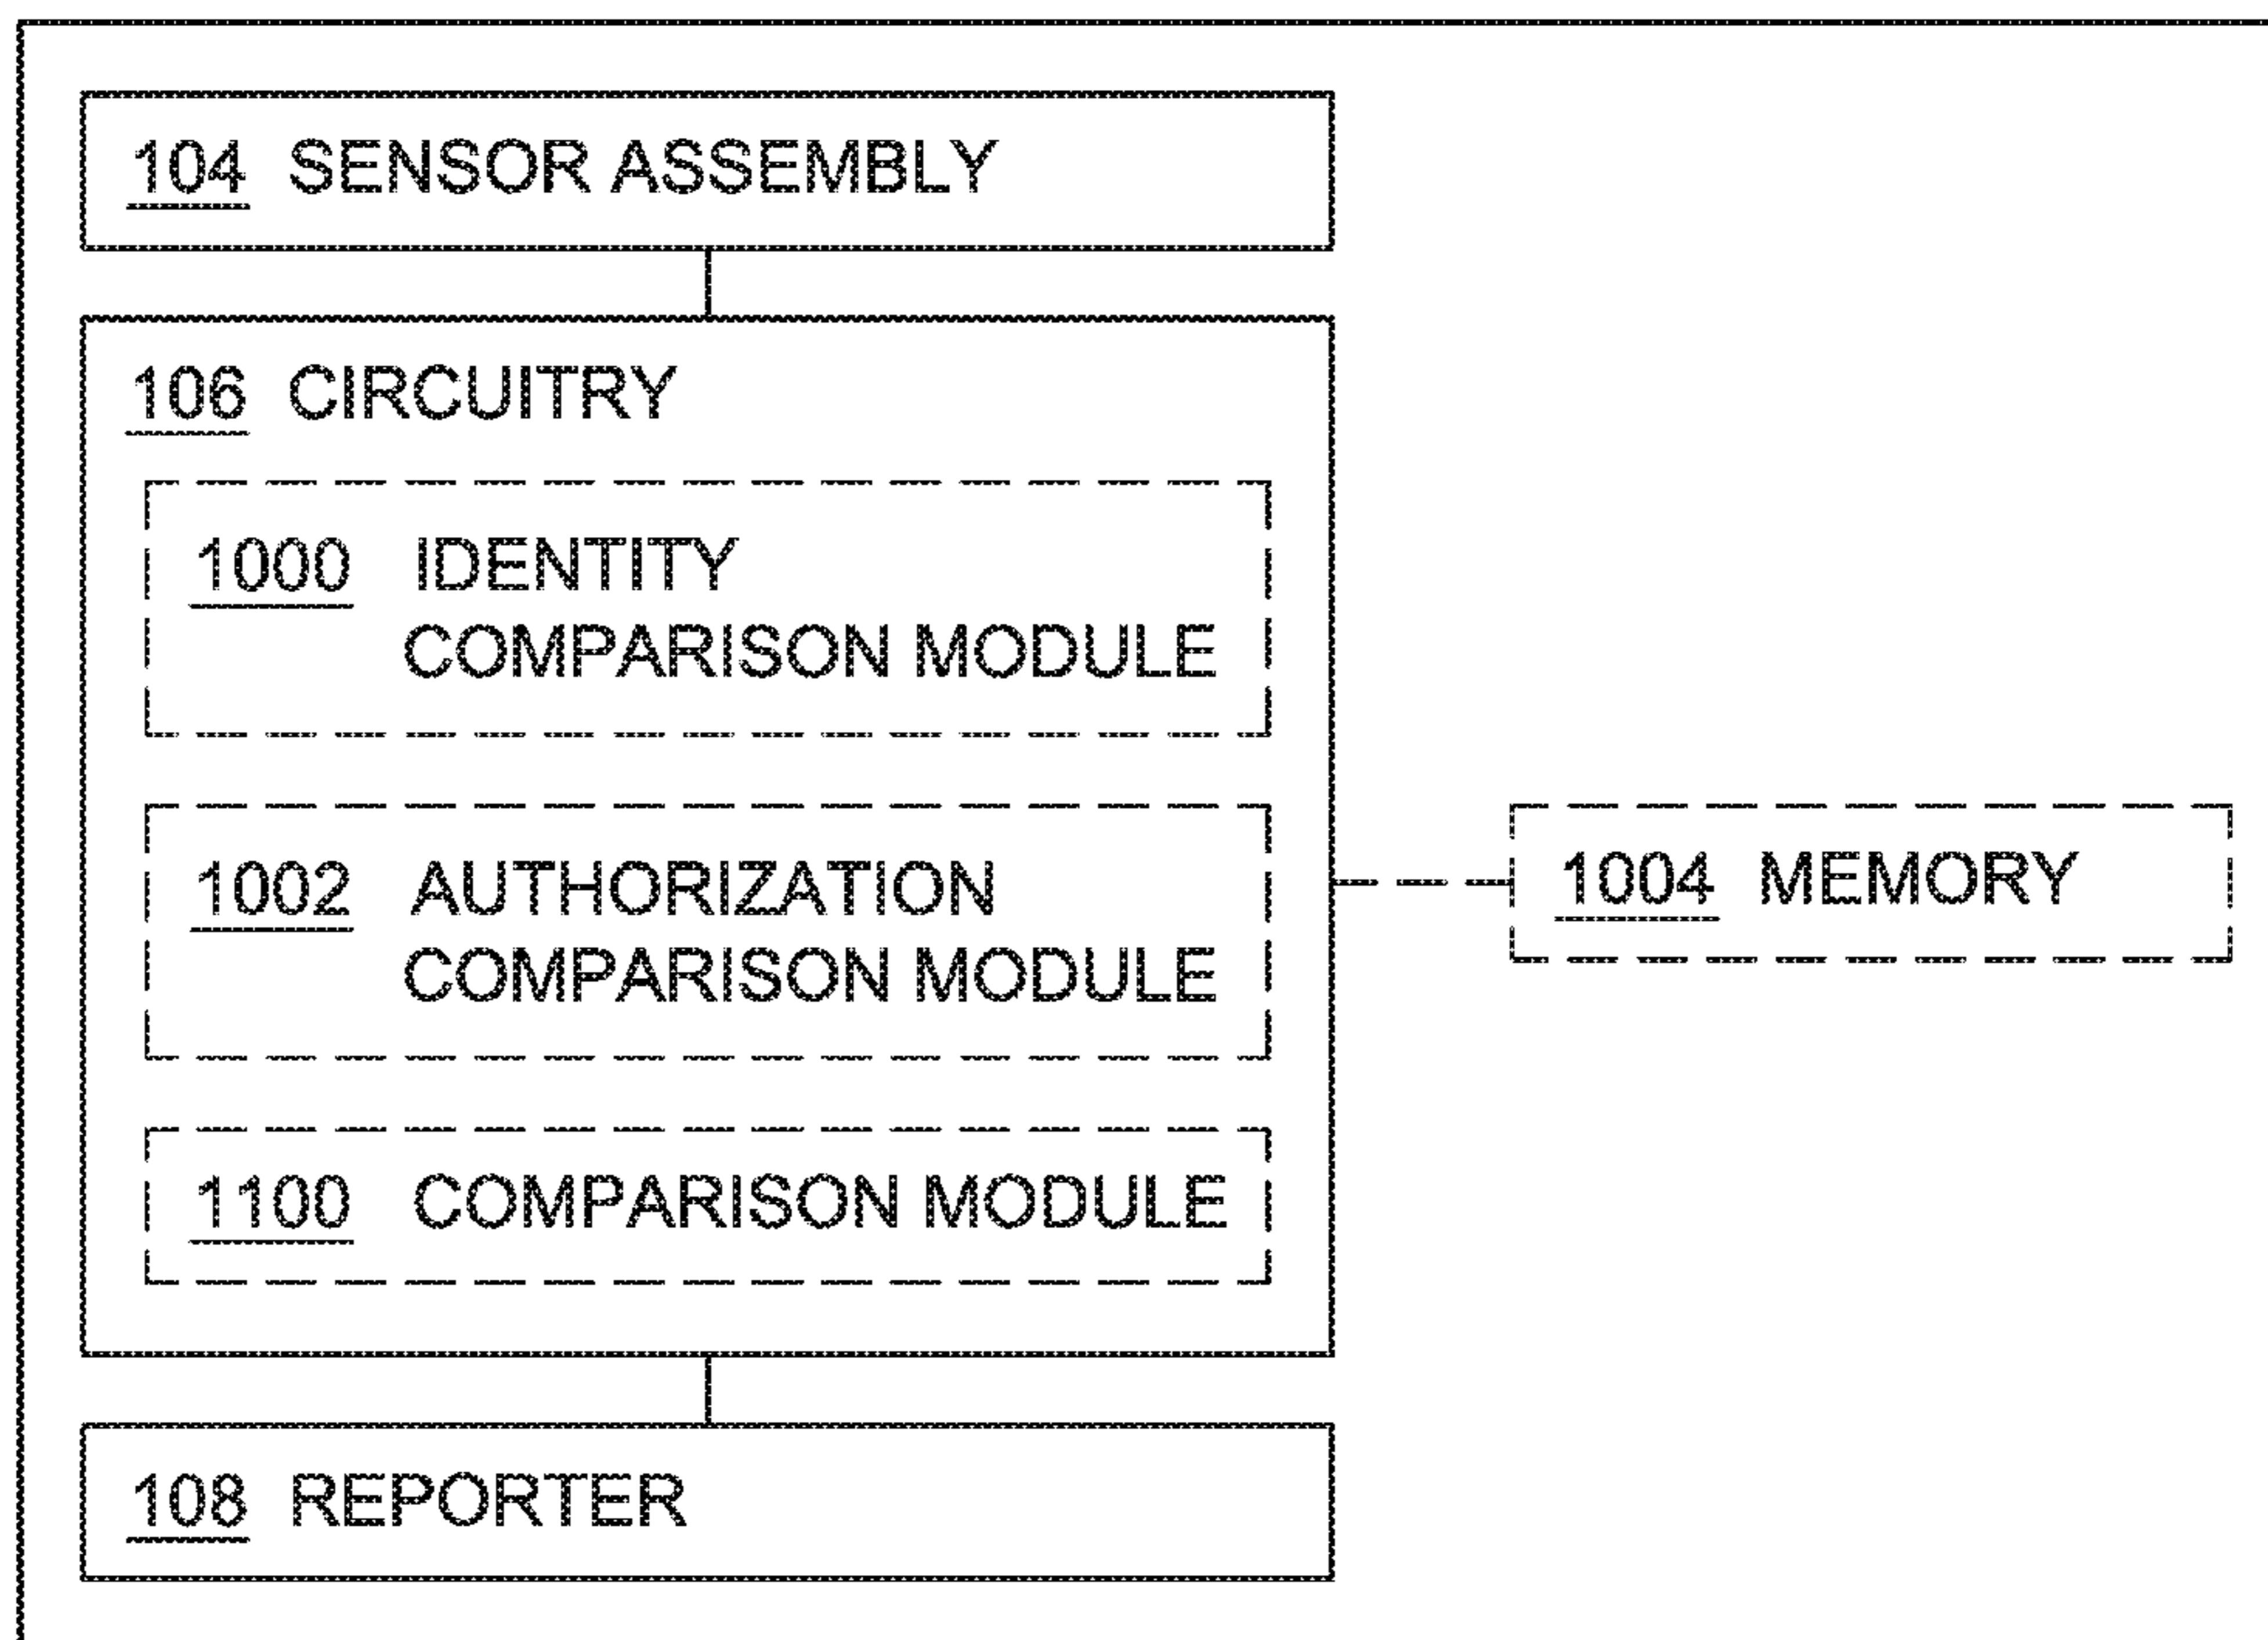 104 SENSOR ASSEMBLY
106 CIRCUITRY
1000 IDENTITY
COMPARISON MODULE
1002 AUTHORIZATION
COMPARISON MODULE
1004 MEMORY
1100 COMPARISON MODULE
108 REPORTER